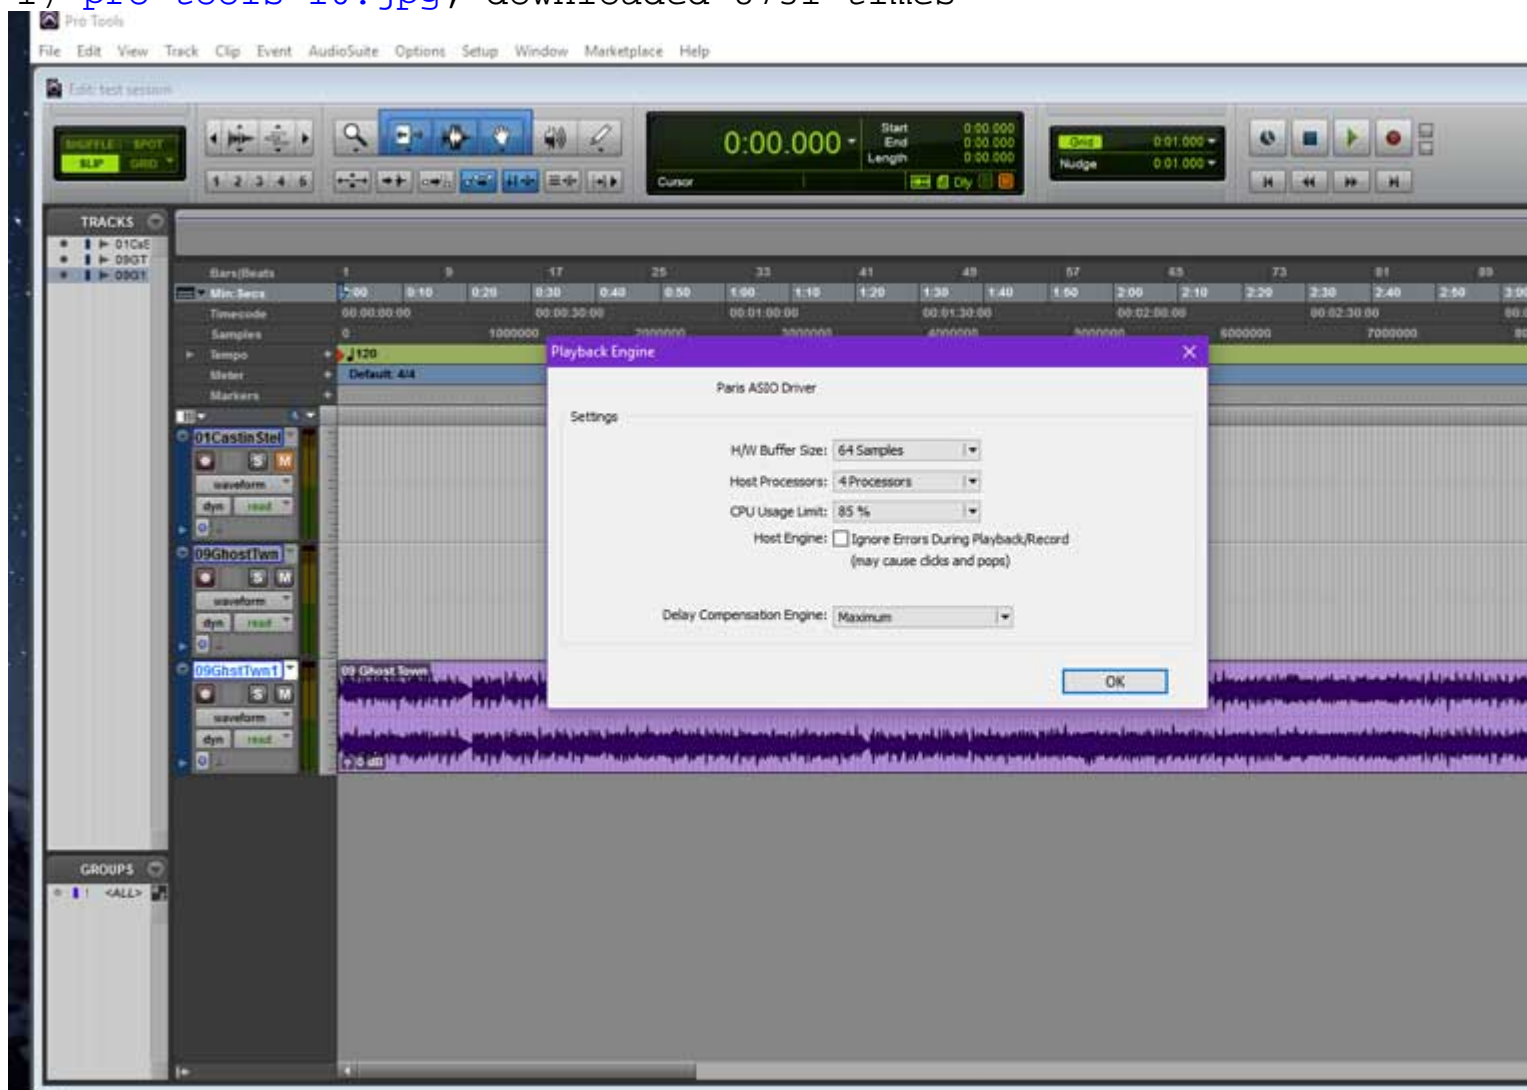 Pro Tools
File Edit View Track Clip Event AudioSuite Options Setup Window Marketplace Help
Edit: test session
SHUFFLE SPOT
SLIP GRID
1 2 3 4 5
0:00.000
Start 0:00.000
End 0:00.000
Length 0:00.000
Cursor
Dly
Grid 0:01.000
Nudge 0:01.000
TRACKS
01CsS
09GT
09G1
Bars|Beats 1 9 17 25 33 41 49 57 65 73 81 89
Min:Secs 0:00 0:10 0:20 0:30 0:40 0:50 1:00 1:10 1:20 1:30 1:40 1:50 2:00 2:10 2:20 2:30 2:40 2:50 3:00
Timecode 00:00:00:00 00:00:30:00 00:01:00:00 00:01:30:00 00:02:00:00 00:02:30:00
Samples 0 1000000 2000000 3000000 4000000 5000000 6000000 7000000
Tempo 120
Meter Default: 4/4
Markers
Playback Engine
Paris ASIO Driver
Settings
H/W Buffer Size: 64 Samples
Host Processors: 4 Processors
CPU Usage Limit: 85 %
Host Engine: Ignore Errors During Playback/Record
(may cause clicks and pops)
Delay Compensation Engine: Maximum
OK
01CastinStel
S M
waveform
dyn read
09GhostTwn
S M
waveform
dyn read
09GhstTwn1
S M
waveform
dyn read
09 Ghost Town
0 dB
GROUPS
! <ALL>